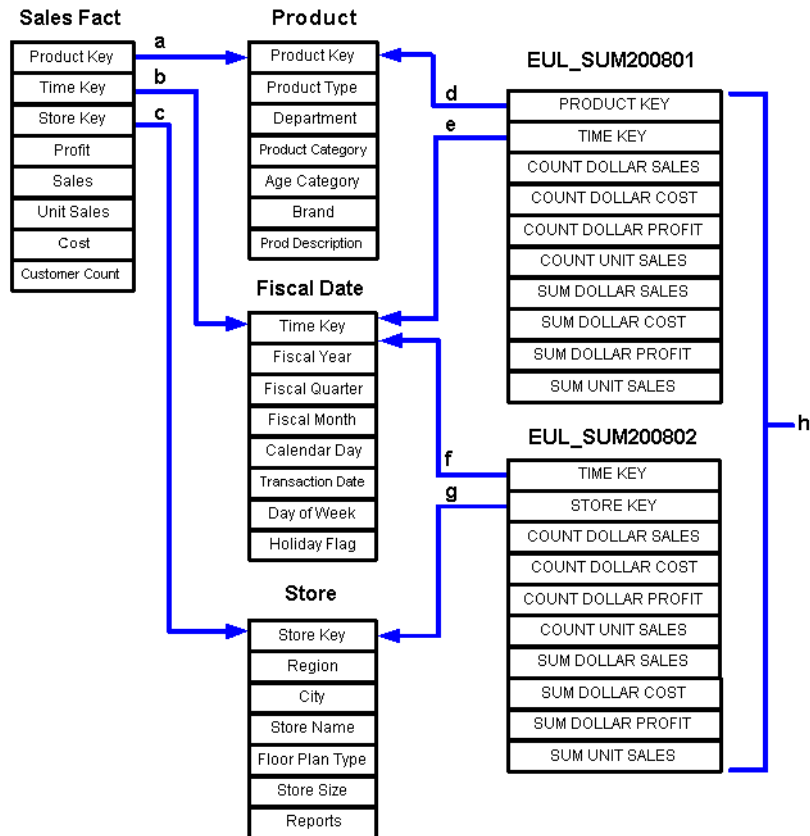 Sales Fact
Product Key
Time Key
Store Key
Profit
Sales
Unit Sales
Cost
Customer Count
a
b
c
Product
Product Key
Product Type
Department
Product Category
Age Category
Brand
Prod Description
Fiscal Date
Time Key
Fiscal Year
Fiscal Quarter
Fiscal Month
Calendar Day
Transaction Date
Day of Week
Holiday Flag
Store
Store Key
Region
City
Store Name
Floor Plan Type
Store Size
Reports
d
e
f
g
EUL_SUM200801
PRODUCT KEY
TIME KEY
COUNT DOLLAR SALES
COUNT DOLLAR COST
COUNT DOLLAR PROFIT
COUNT UNIT SALES
SUM DOLLAR SALES
SUM DOLLAR COST
SUM DOLLAR PROFIT
SUM UNIT SALES
EUL_SUM200802
TIME KEY
STORE KEY
COUNT DOLLAR SALES
COUNT DOLLAR COST
COUNT DOLLAR PROFIT
COUNT UNIT SALES
SUM DOLLAR SALES
SUM DOLLAR COST
SUM DOLLAR PROFIT
SUM UNIT SALES
h